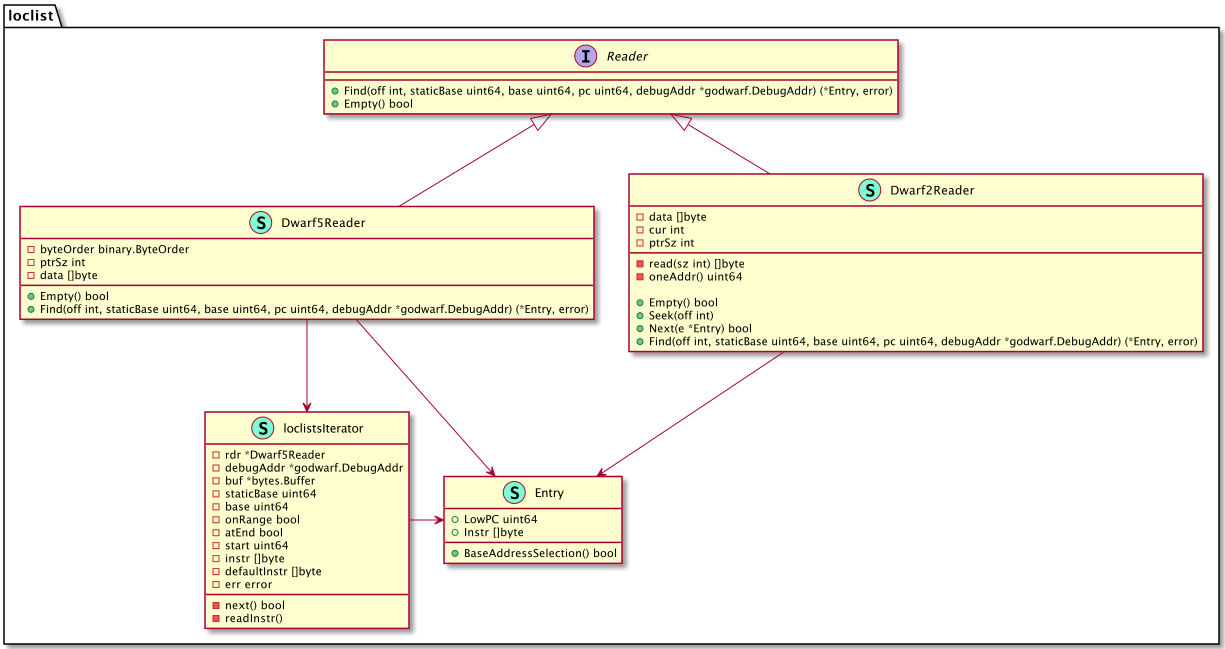 loclist
I Reader
Find(off int, staticBase uint64, base uint64, pc uint64, debugAddr *godwarf.DebugAddr) (*Entry, error)
Empty() bool
S Dwarf5Reader
byteOrder binary.ByteOrder
ptrSz int
data []byte
Empty() bool
Find(off int, staticBase uint64, base uint64, pc uint64, debugAddr *godwarf.DebugAddr) (*Entry, error)
S Dwarf2Reader
data []byte
cur int
ptrSz int
read(sz int) []byte
oneAddr() uint64
Empty() bool
Seek(off int)
Next(e *Entry) bool
Find(off int, staticBase uint64, base uint64, pc uint64, debugAddr *godwarf.DebugAddr) (*Entry, error)
S loclistsIterator
rdr *Dwarf5Reader
debugAddr *godwarf.DebugAddr
buf *bytes.Buffer
staticBase uint64
base uint64
onRange bool
atEnd bool
start uint64
instr []byte
defaultInstr []byte
err error
next() bool
readInstr()
S Entry
LowPC uint64
Instr []byte
BaseAddressSelection() bool